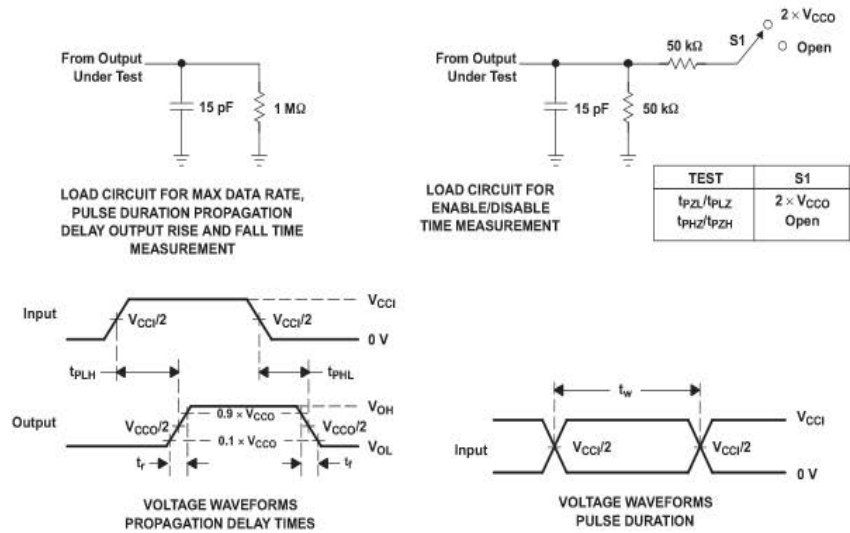 From Output
Under Test
15 pF
1 MΩ
LOAD CIRCUIT FOR MAX DATA RATE,
PULSE DURATION PROPAGATION
DELAY OUTPUT RISE AND FALL TIME
MEASUREMENT
From Output
Under Test
15 pF
50 kΩ
50 kΩ
S1
2 × VCCO
Open
LOAD CIRCUIT FOR
ENABLE/DISABLE
TIME MEASUREMENT
TEST S1
tPZL/tPLZ 2 × VCCO
tPHZ/tPZH Open
Input
VCCI/2
VCCI/2
VCCI
0 V
tPLH
tPHL
Output
VCCO/2
0.9 × VCCO
0.1 × VCCO
VCCO/2
VOH
VOL
tr
tf
VOLTAGE WAVEFORMS
PROPAGATION DELAY TIMES
tw
Input
VCCI/2
VCCI/2
VCCI
0 V
VOLTAGE WAVEFORMS
PULSE DURATION